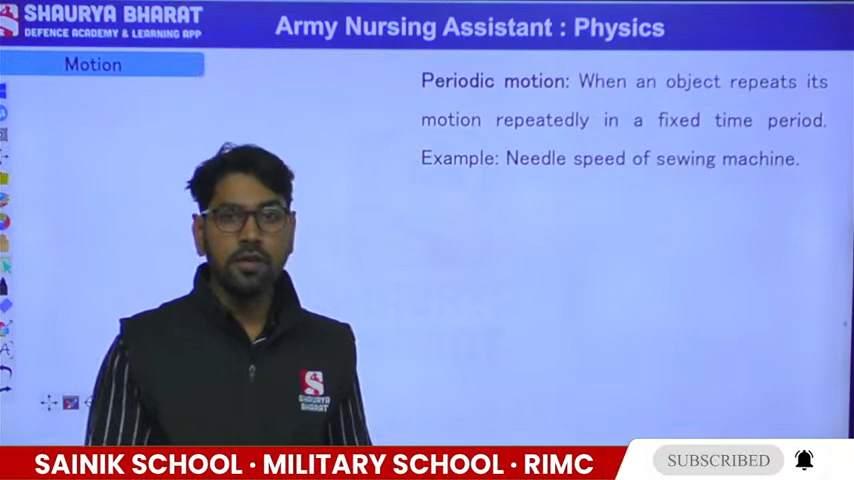 SHAURYA BHARAT
DEFENCE ACADEMY & LEARNING APP
Army Nursing Assistant : Physics
Motion
Periodic motion: When an object repeats its
motion repeatedly in a fixed time period.
Example: Needle speed of sewing machine.
SHAURYA
BHARAT
SAINIK SCHOOL · MILITARY SCHOOL · RIMC
SUBSCRIBED